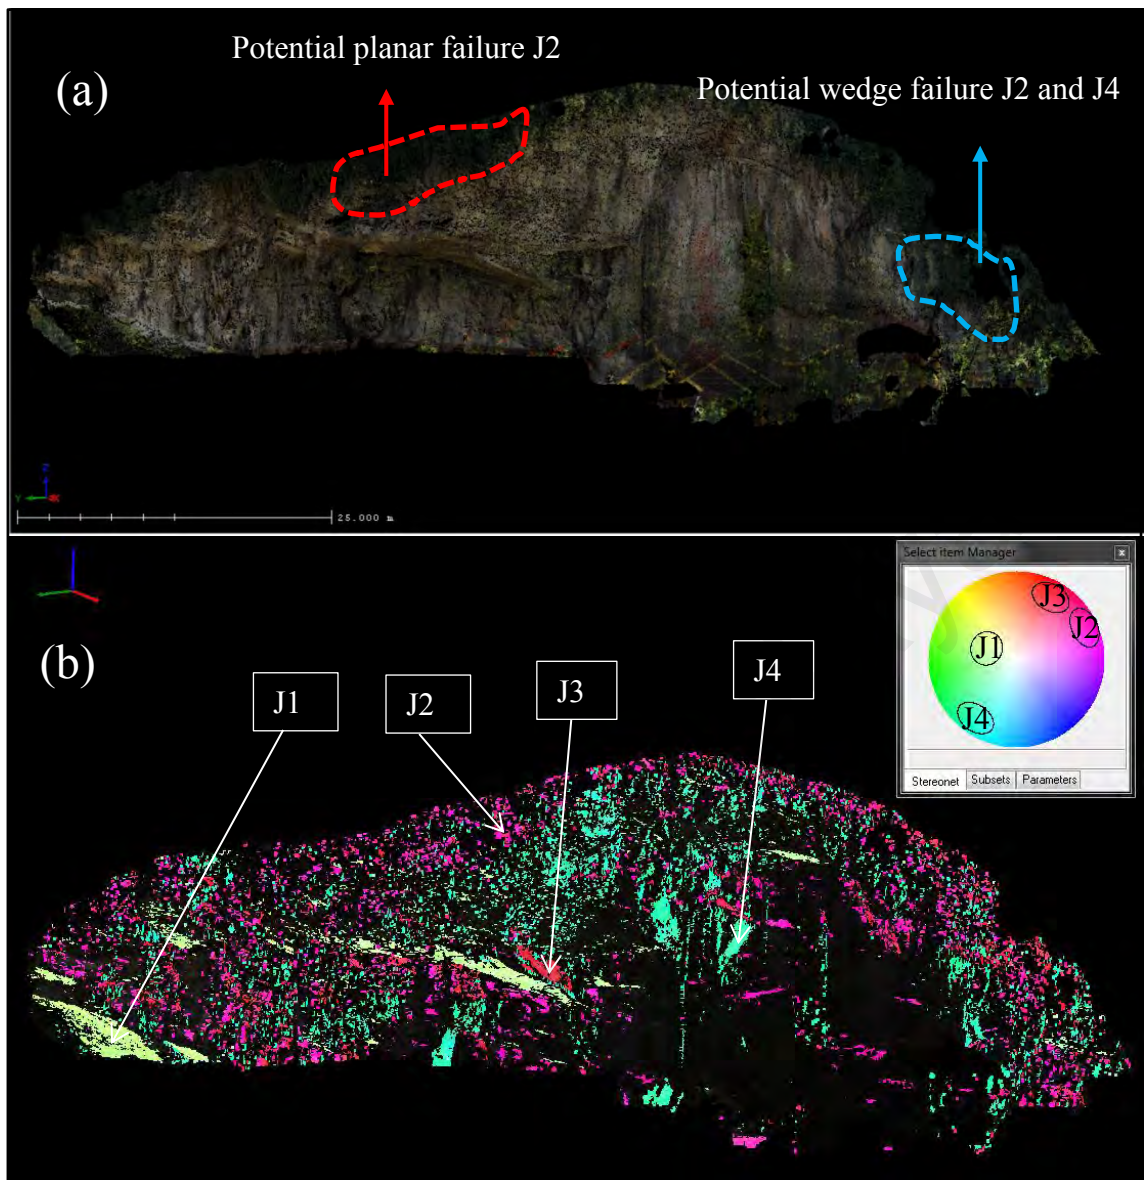 Potential planar failure J2
(a)
Potential wedge failure J2 and J4
Z
Y
X
25.000 m
Select item Manager
x
J3
J2
J1
J4
Stereonet
Subsets
Parameters
(b)
J1
J2
J3
J4